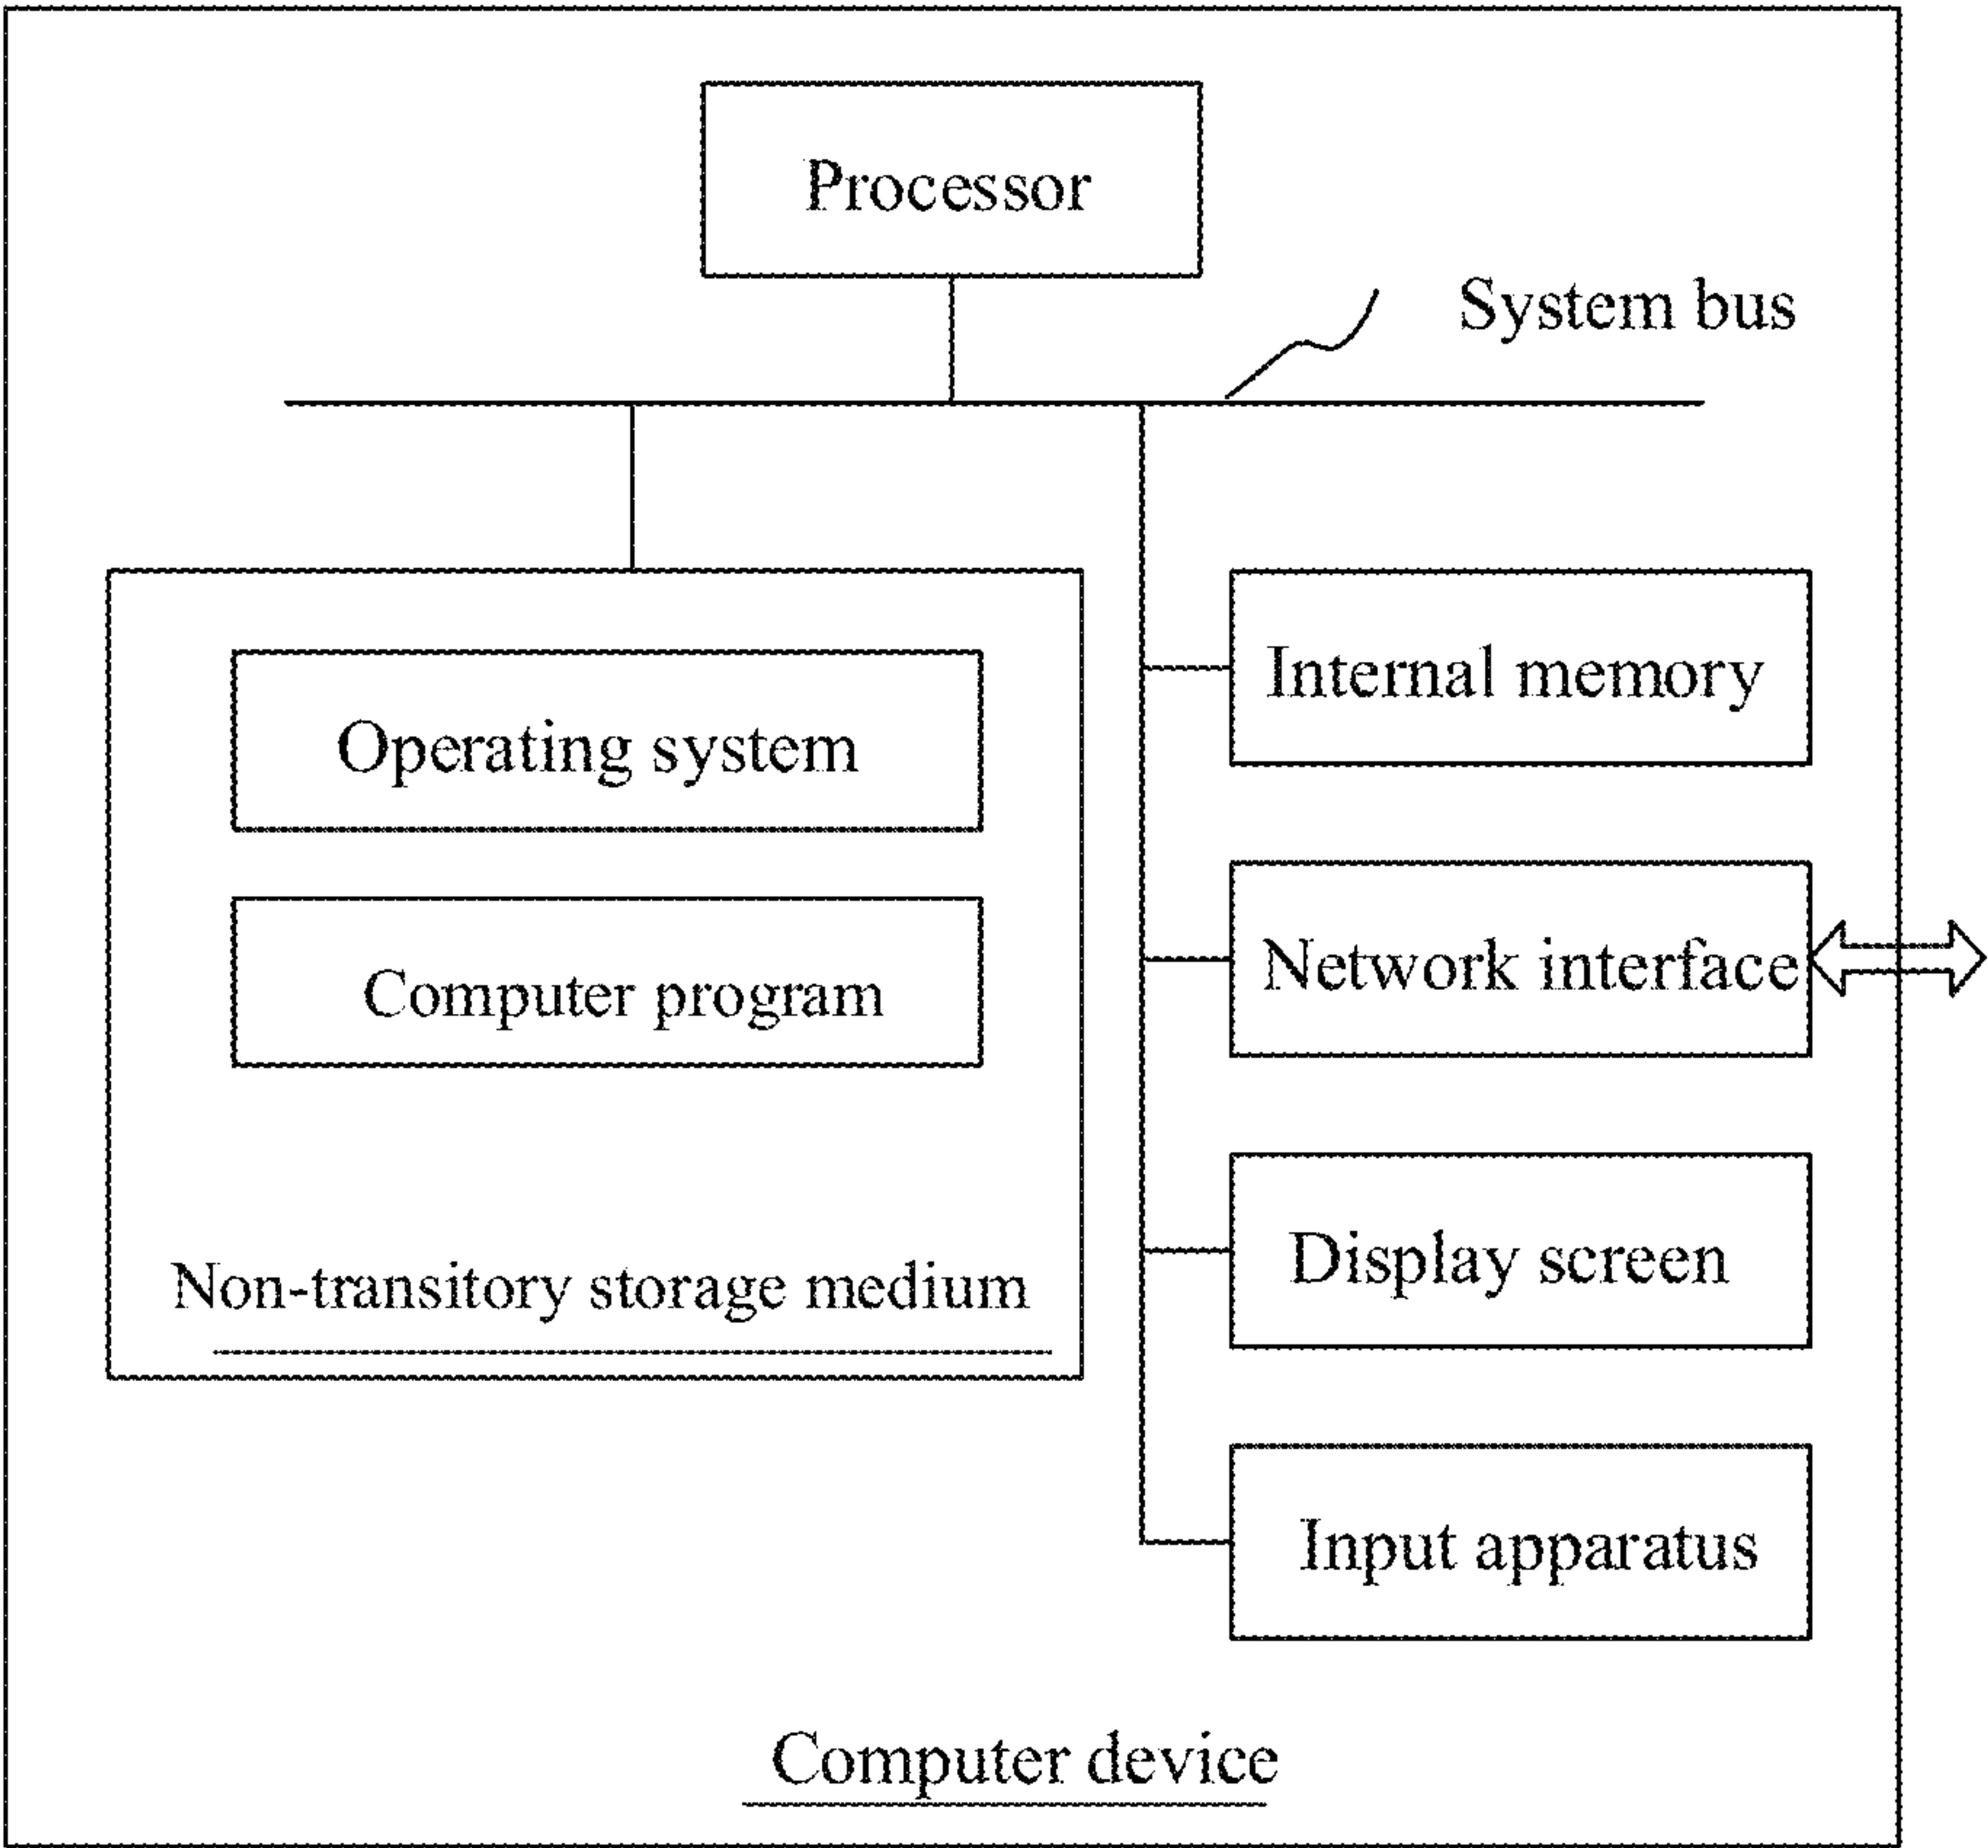 Processor
System bus
Operating system
Computer program
Non-transitory storage medium
Internal memory
Network interface
Display screen
Input apparatus
Computer device